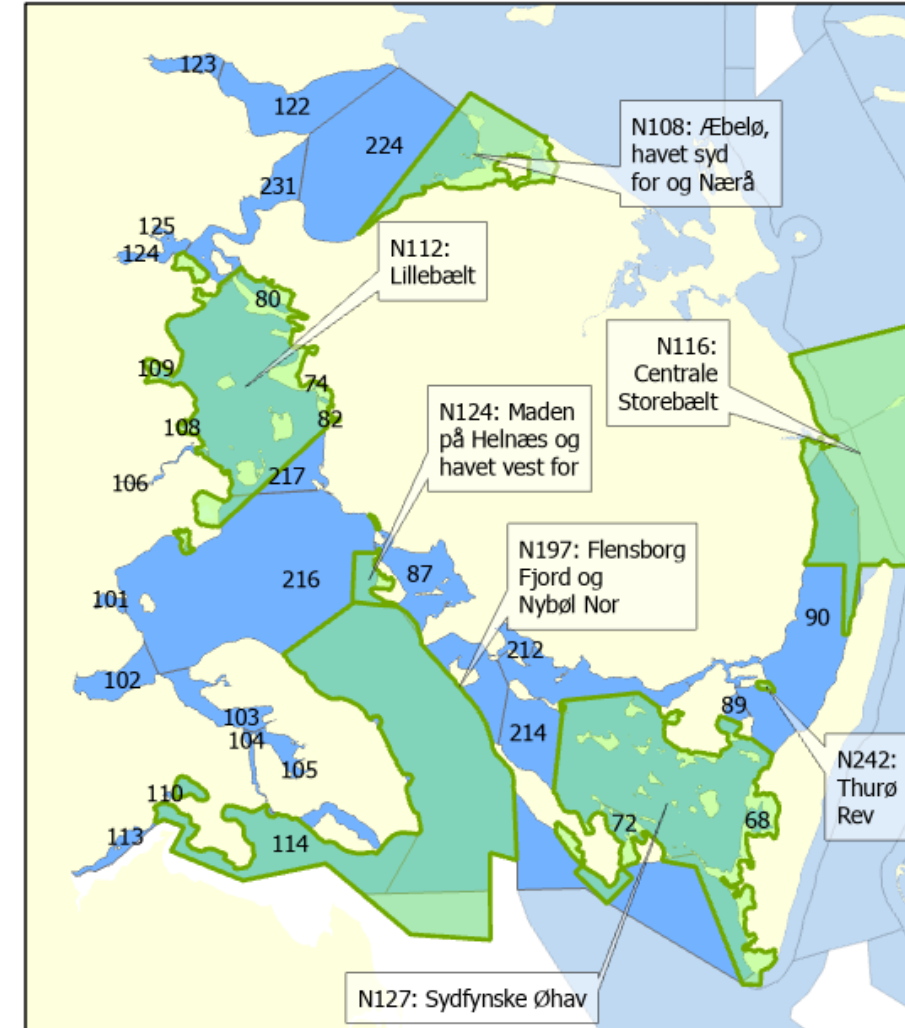 123
122
224
N108: Æbelø,
havet syd
for og Nærå
231
125
124
N112:
Lillebælt
80
N116:
Centrale
Storebælt
109
74
82
108
N124: Maden
på Helnæs og
havet vest for
106
217
N197: Flensborg
Fjord og
Nybøl Nor
216
87
101
90
212
102
103
89
214
104
105
N242:
Thurø
Rev
110
113
114
72
68
N127: Sydfynske Øhav